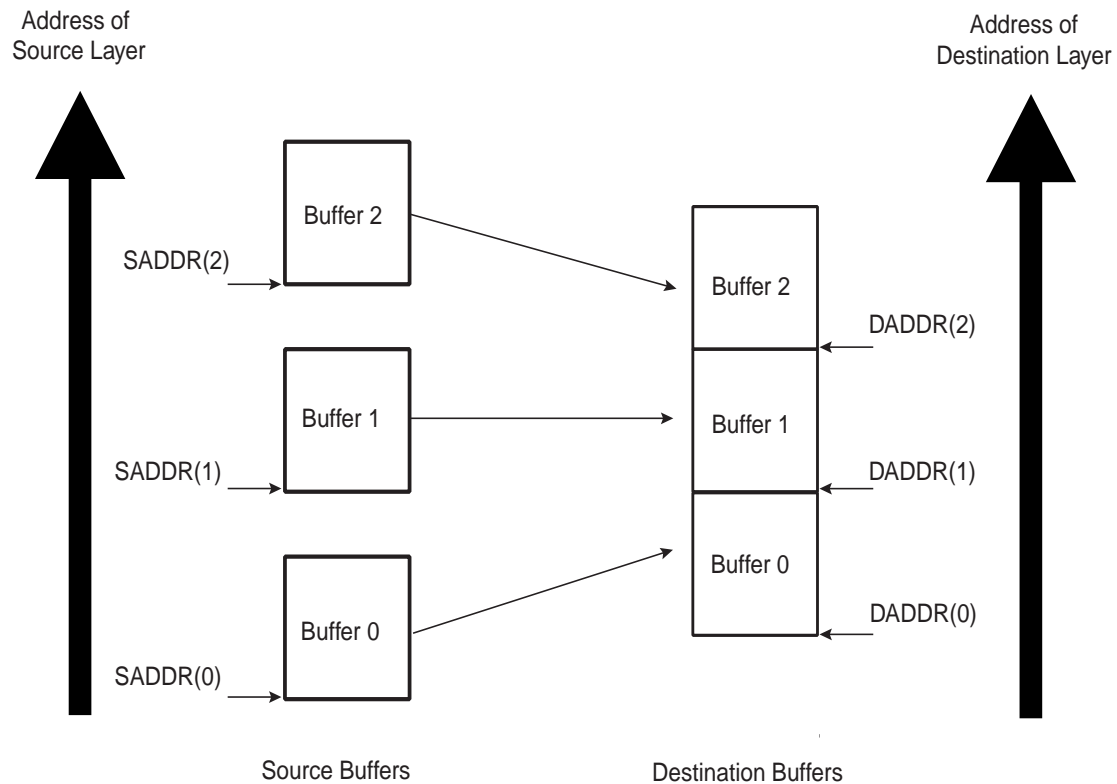 Address of
Source Layer
Address of
Destination Layer
Buffer 2
SADDR(2)
Buffer 2
DADDR(2)
Buffer 1
Buffer 1
SADDR(1)
DADDR(1)
Buffer 0
Buffer 0
DADDR(0)
SADDR(0)
Source Buffers
Destination Buffers